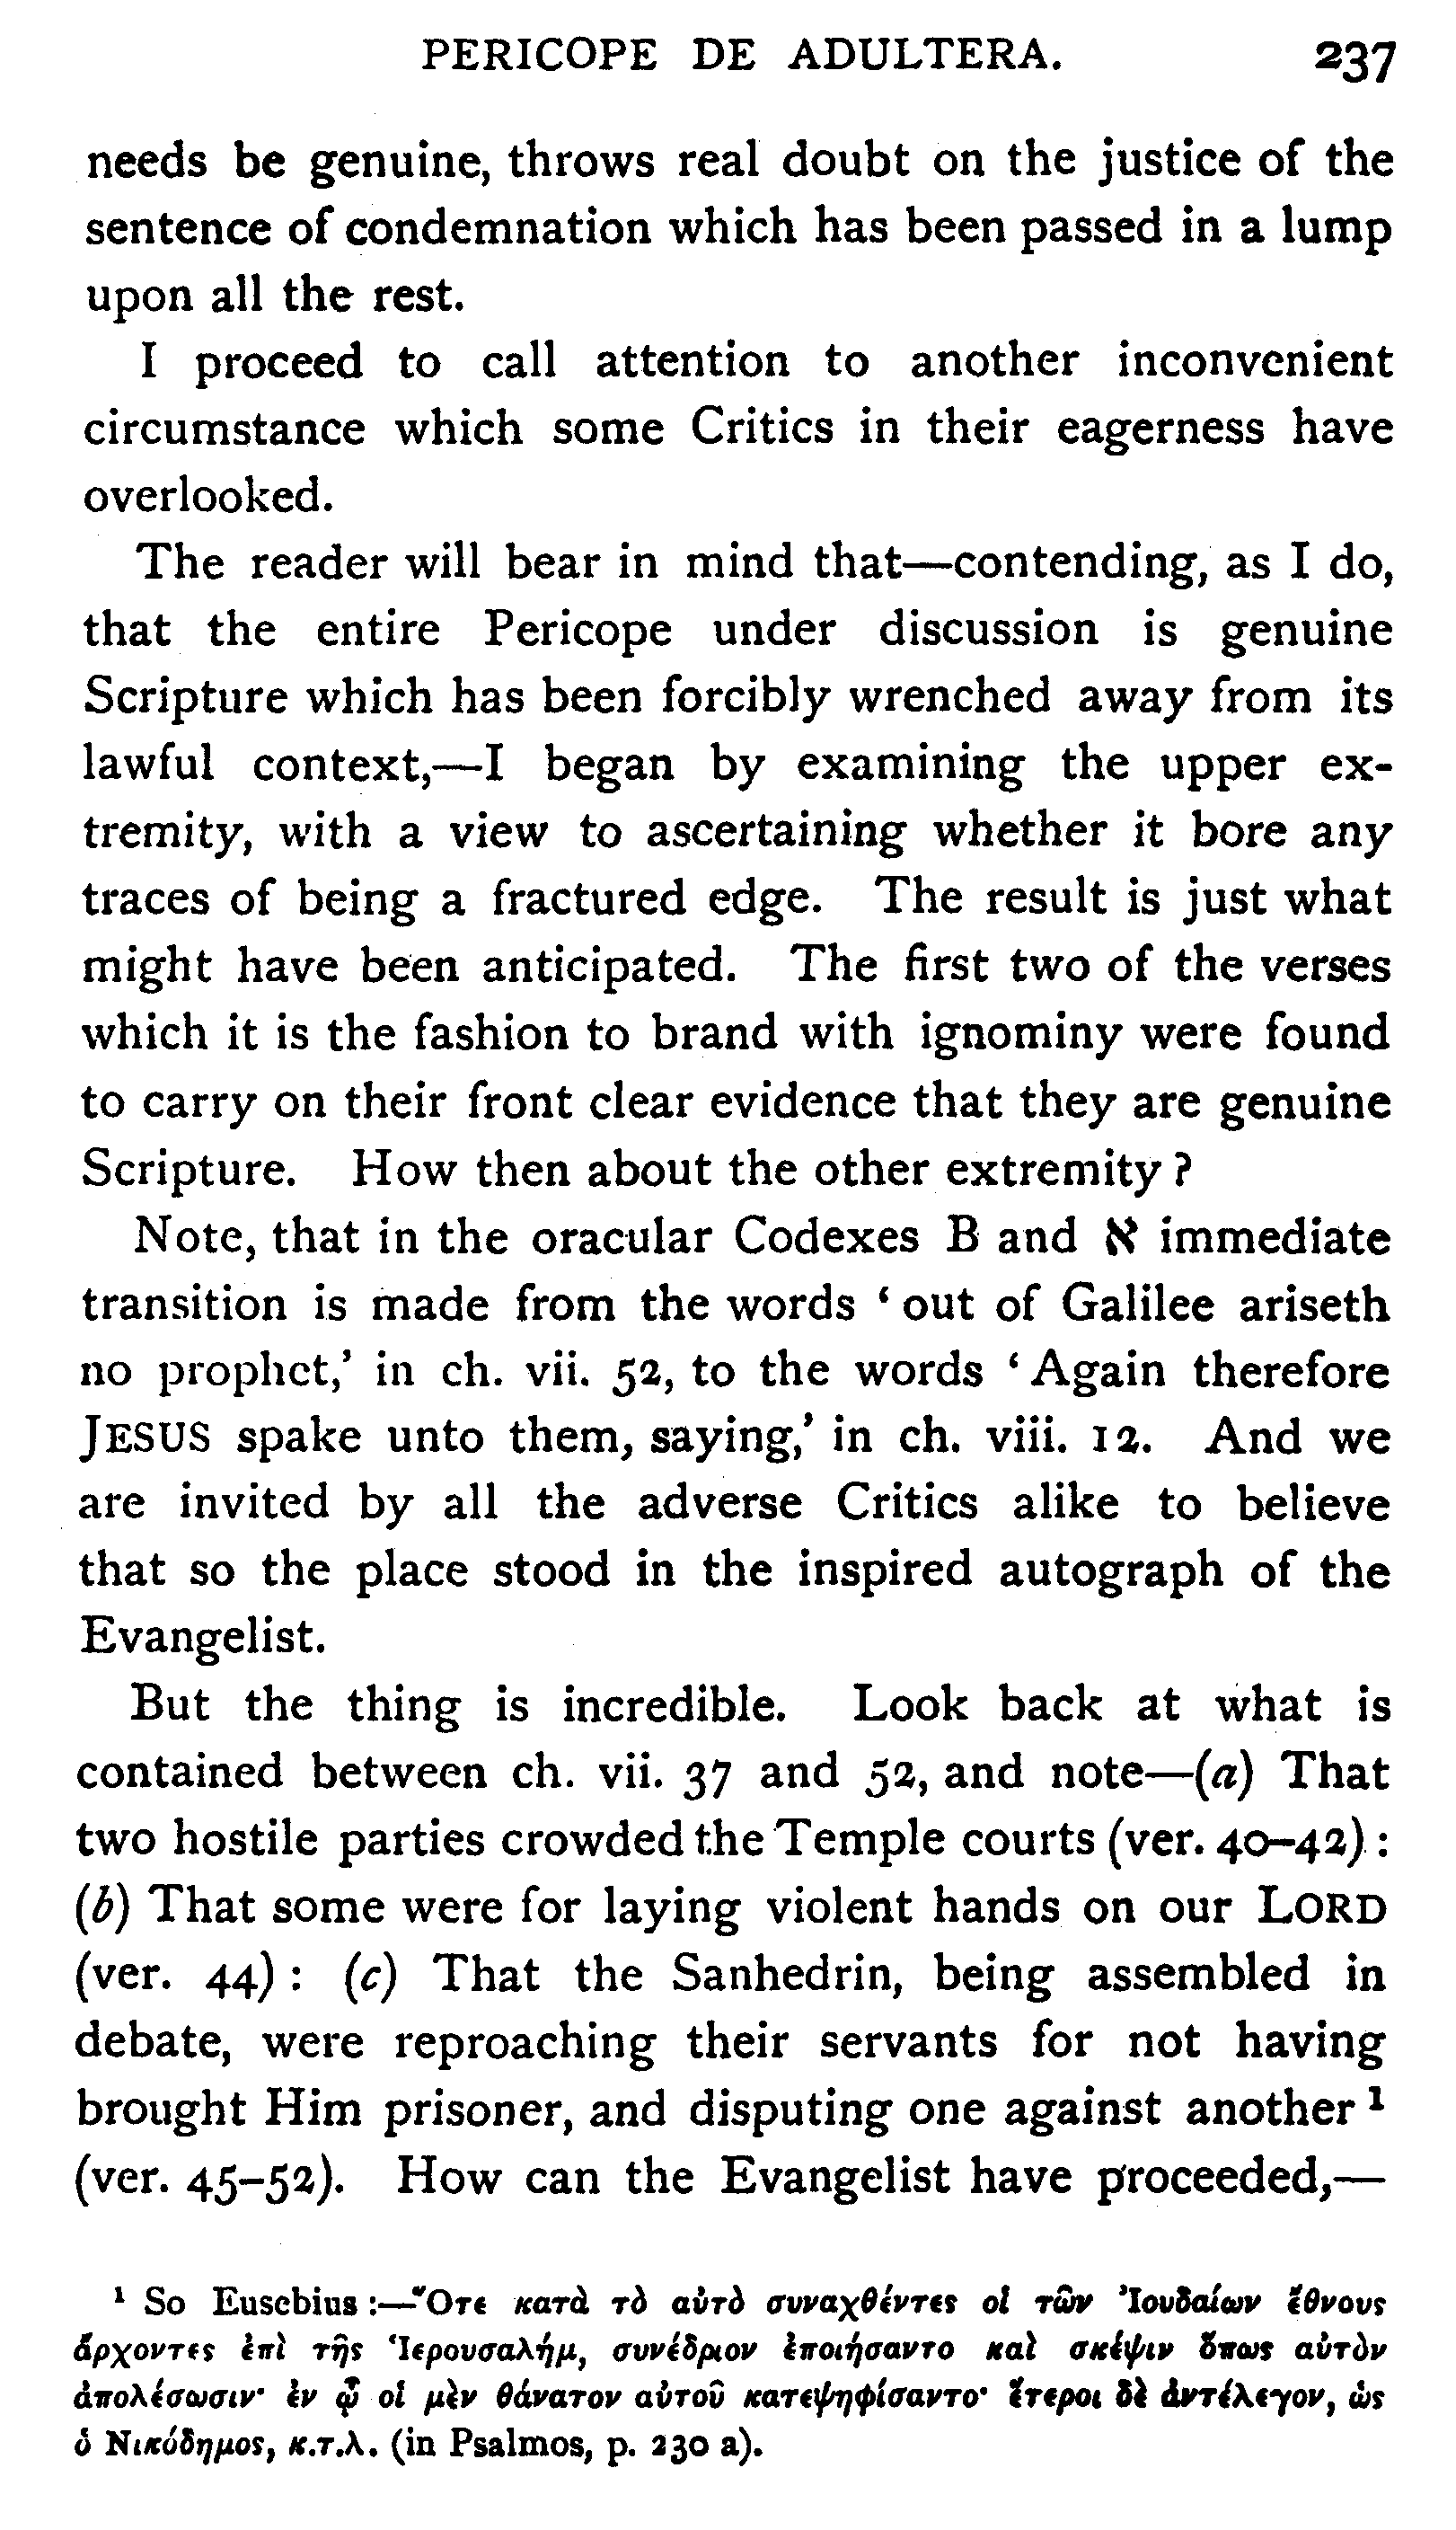 PERICOPE DE ADULTERA. 237
needs be genuine, throws real doubt on the justice of the
sentence of condemnation which has been passed in a lump
upon all the rest.
I proceed to call attention to another inconvenient
circumstance which some Critics in their eagerness have
overlooked.
The reader will bear in mind that—contending, as I do,
that the entire Pericope under discussion is genuine
Scripture which has been forcibly wrenched away from its
lawful context,—I began by examining the upper ex-
tremity, with a view to ascertaining whether it bore any
traces of being a fractured edge. The result is just what
might have been anticipated. The first two of the verses
which it is the fashion to brand with ignominy were found
to carry on their front clear evidence that they are genuine
Scripture. How then about the other extremity ?
Note, that in the oracular Codexes B and א immediate
transition is made from the words ‘ out of Galilee ariseth
no prophet,’ in ch. vii. 52, to the words ‘ Again therefore
JESUS spake unto them, saying,’ in ch. viii. 12. And we
are invited by all the adverse Critics alike to believe
that so the place stood in the inspired autograph of the
Evangelist.
But the thing is incredible. Look back at what is
contained between ch. vii. 37 and 52, and note—(a) That
two hostile parties crowded the Temple courts (ver. 40–42) :
(b) That some were for laying violent hands on our LORD
(ver. 44) : (c) That the Sanhedrin, being assembled in
debate, were reproaching their servants for not having
brought Him prisoner, and disputing one against another ¹
(ver. 45–52). How can the Evangelist have proceeded,—
¹ So Eusebius :—Ὅτε κατὰ τὸ αὐτὸ συναχθέντες οἱ τῶν Ἰουδαίων ἔθνους
ἄρχοντες ἐπὶ τῆς Ἱερουσαλήμ, συνέδριον ἐποιήσαντο καὶ σκέψιν ὅπως αὐτὸν
ἀπολέσωσιν· ἐν ᾧ οἱ μὲν θάνατον αὐτοῦ κατεψηφίσαντο· ἕτεροι δὲ ἀντέλεγον, ὡς
ὁ Νικόδημος, κ.τ.λ. (in Psalmos, p. 230 a).